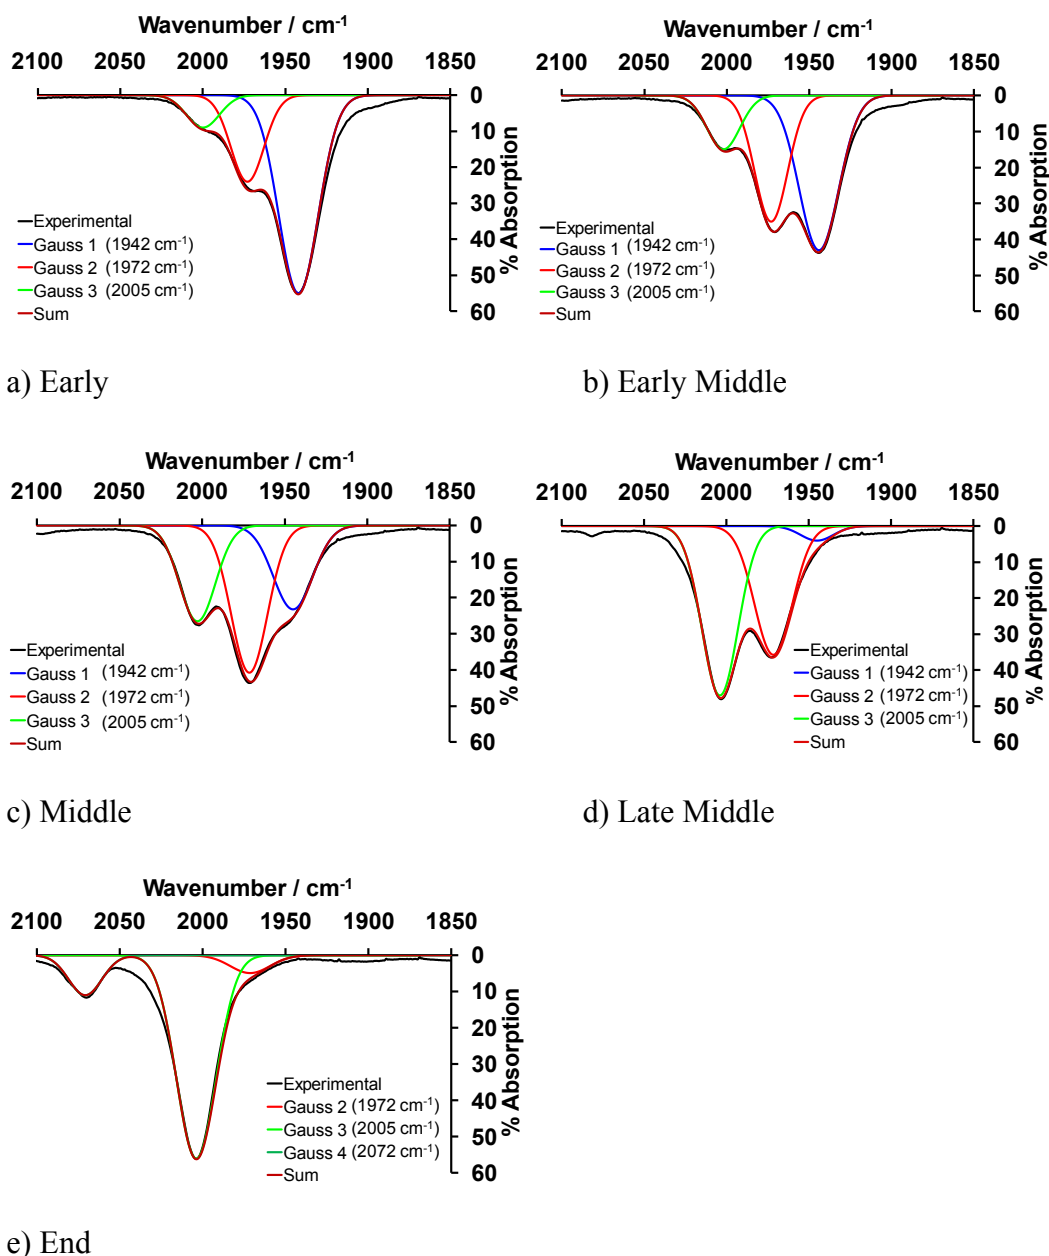 Wavenumber / cm-1
2100 2050 2000 1950 1900 1850
0
10
20
30
40
50
60
% Absorption
Experimental
Gauss 1 (1942 cm-1)
Gauss 2 (1972 cm-1)
Gauss 3 (2005 cm-1)
Sum
a) Early
Wavenumber / cm-1
2100 2050 2000 1950 1900 1850
0
10
20
30
40
50
60
% Absorption
Experimental
Gauss 1 (1942 cm-1)
Gauss 2 (1972 cm-1)
Gauss 3 (2005 cm-1)
Sum
b) Early Middle
Wavenumber / cm-1
2100 2050 2000 1950 1900 1850
0
10
20
30
40
50
60
% Absorption
Experimental
Gauss 1 (1942 cm-1)
Gauss 2 (1972 cm-1)
Gauss 3 (2005 cm-1)
Sum
c) Middle
Wavenumber / cm-1
2100 2050 2000 1950 1900 1850
0
10
20
30
40
50
60
% Absorption
Experimental
Gauss 1 (1942 cm-1)
Gauss 2 (1972 cm-1)
Gauss 3 (2005 cm-1)
Sum
d) Late Middle
Wavenumber / cm-1
2100 2050 2000 1950 1900 1850
0
10
20
30
40
50
60
% Absorption
Experimental
Gauss 2 (1972 cm-1)
Gauss 3 (2005 cm-1)
Gauss 4 (2072 cm-1)
Sum
e) End